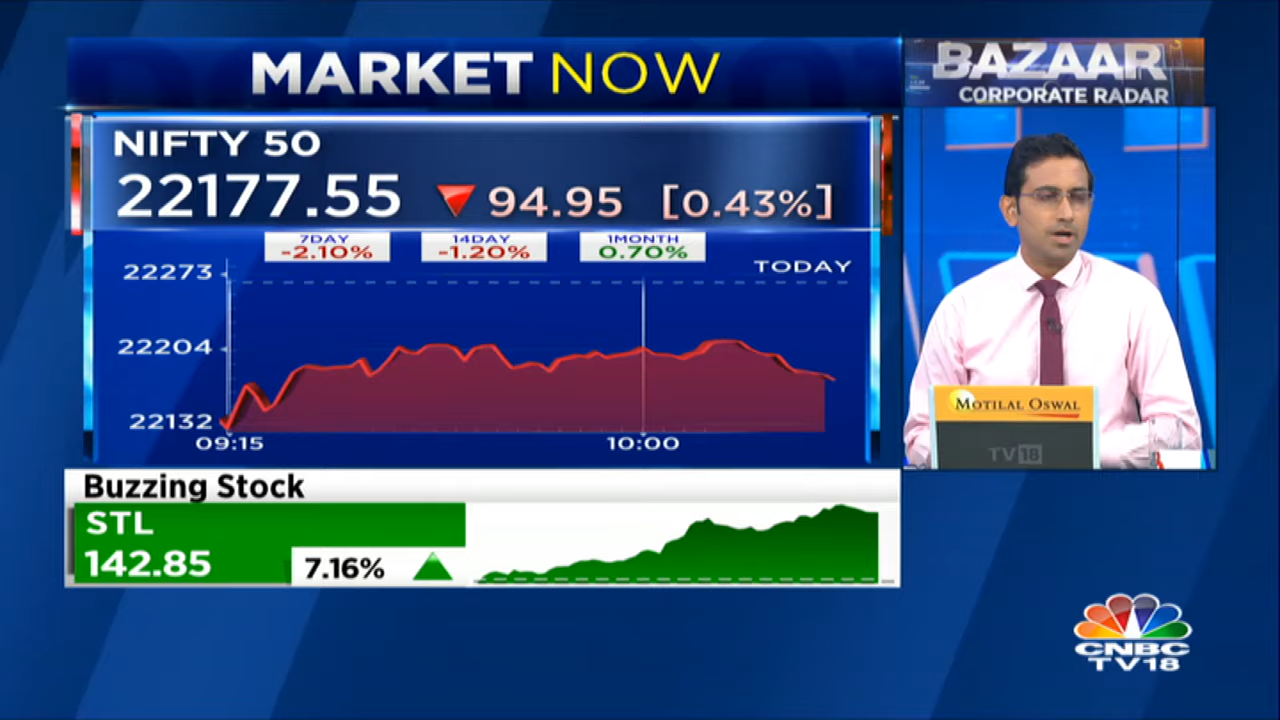 MARKET NOW
BAZAAR
CORPORATE RADAR
NIFTY 50
22177.55 ▼ 94.95 [0.43%]
7DAY
-2.10%
14DAY
-1.20%
1MONTH
0.70%
TODAY
22273
22204
22132
09:15
10:00
MOTILAL OSWAL
TV18
Buzzing Stock
STL
142.85
7.16% ▲
CNBC
TV18